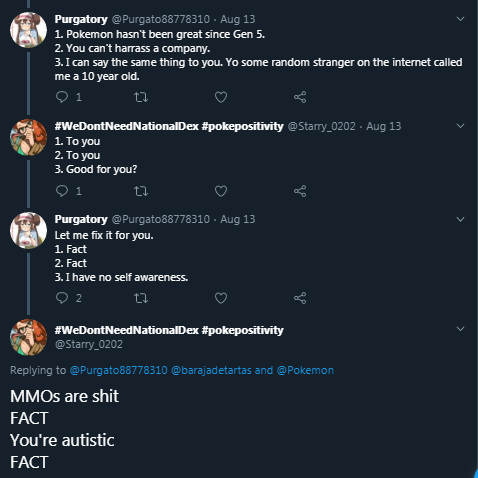 Purgatory @Purgato88778310 · Aug 13
1. Pokemon hasn't been great since Gen 5.
2. You can't harrass a company.
3. I can say the same thing to you. Yo some random stranger on the internet called
me a 10 year old.
1
#WeDontNeedNationalDex #pokepositivity @Starry_0202 · Aug 13
1. To you
2. To you
3. Good for you?
1
Purgatory @Purgato88778310 · Aug 13
Let me fix it for you.
1. Fact
2. Fact
3. I have no self awareness.
2
#WeDontNeedNationalDex #pokepositivity
@Starry_0202
Replying to @Purgato88778310 @barajadetartas and @Pokemon
MMOs are shit
FACT
You're autistic
FACT